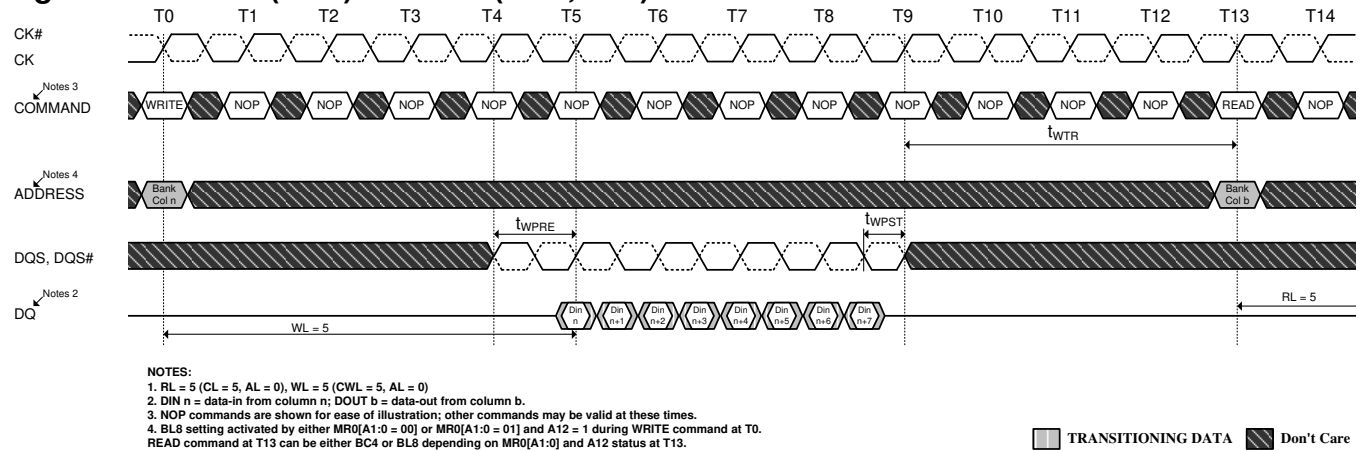 T0 T1 T2 T3 T4 T5 T6 T7 T8 T9 T10 T11 T12 T13 T14
CK#
CK
Notes 3
COMMAND
WRITE NOP NOP NOP NOP NOP NOP NOP NOP NOP NOP NOP NOP READ NOP
tWTR
Notes 4
ADDRESS
Bank Bank
Col n Col b
tWPRE tWPST
DQS, DQS#
Notes 2
DQ
Din Din Din Din Din Din Din Din
n n+1 n+2 n+3 n+4 n+5 n+6 n+7
RL = 5
WL = 5
NOTES:
1. RL = 5 (CL = 5, AL = 0), WL = 5 (CWL = 5, AL = 0)
2. DIN n = data-in from column n; DOUT b = data-out from column b.
3. NOP commands are shown for ease of illustration; other commands may be valid at these times.
4. BL8 setting activated by either MR0[A1:0 = 00] or MR0[A1:0 = 01] and A12 = 1 during WRITE command at T0.
READ command at T13 can be either BC4 or BL8 depending on MR0[A1:0] and A12 status at T13.
TRANSITIONING DATA Don't Care